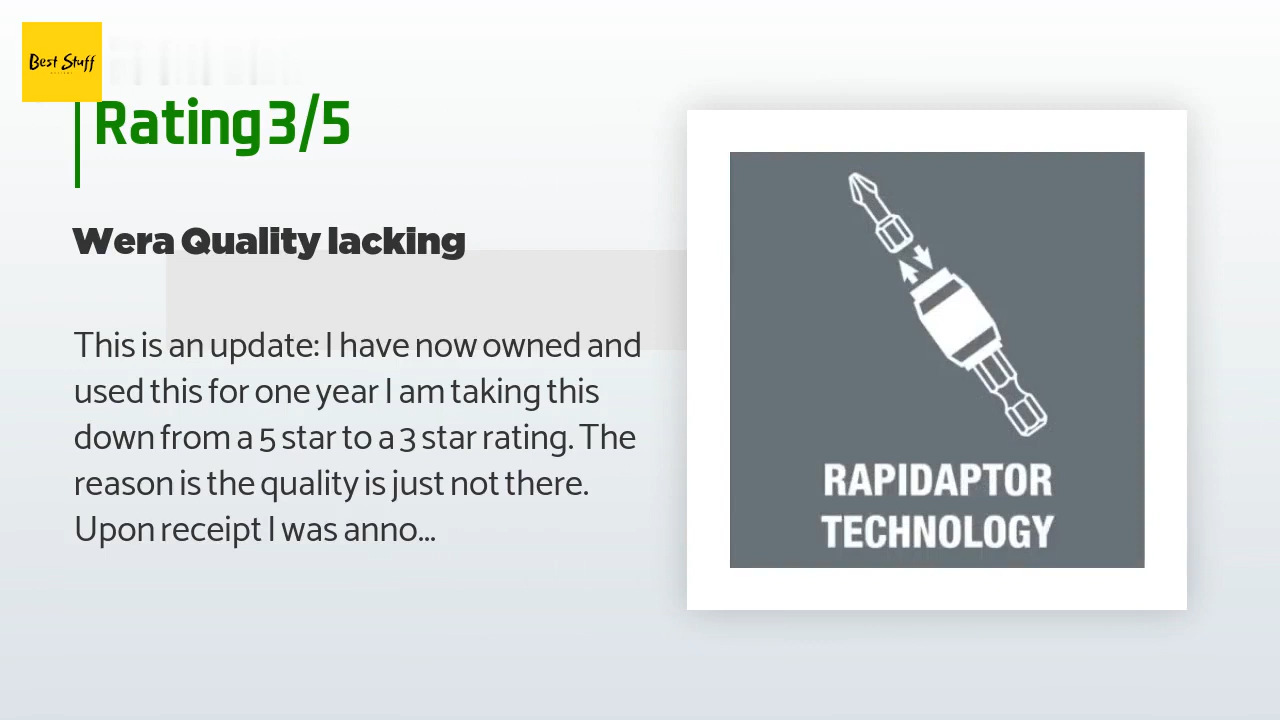 Best Stuff
Rating 3/5
Wera Quality lacking
This is an update: I have now owned and
used this for one year I am taking this
down from a 5 star to a 3 star rating. The
reason is the quality is just not there.
Upon receipt I was anno...
RAPIDAPTOR
TECHNOLOGY